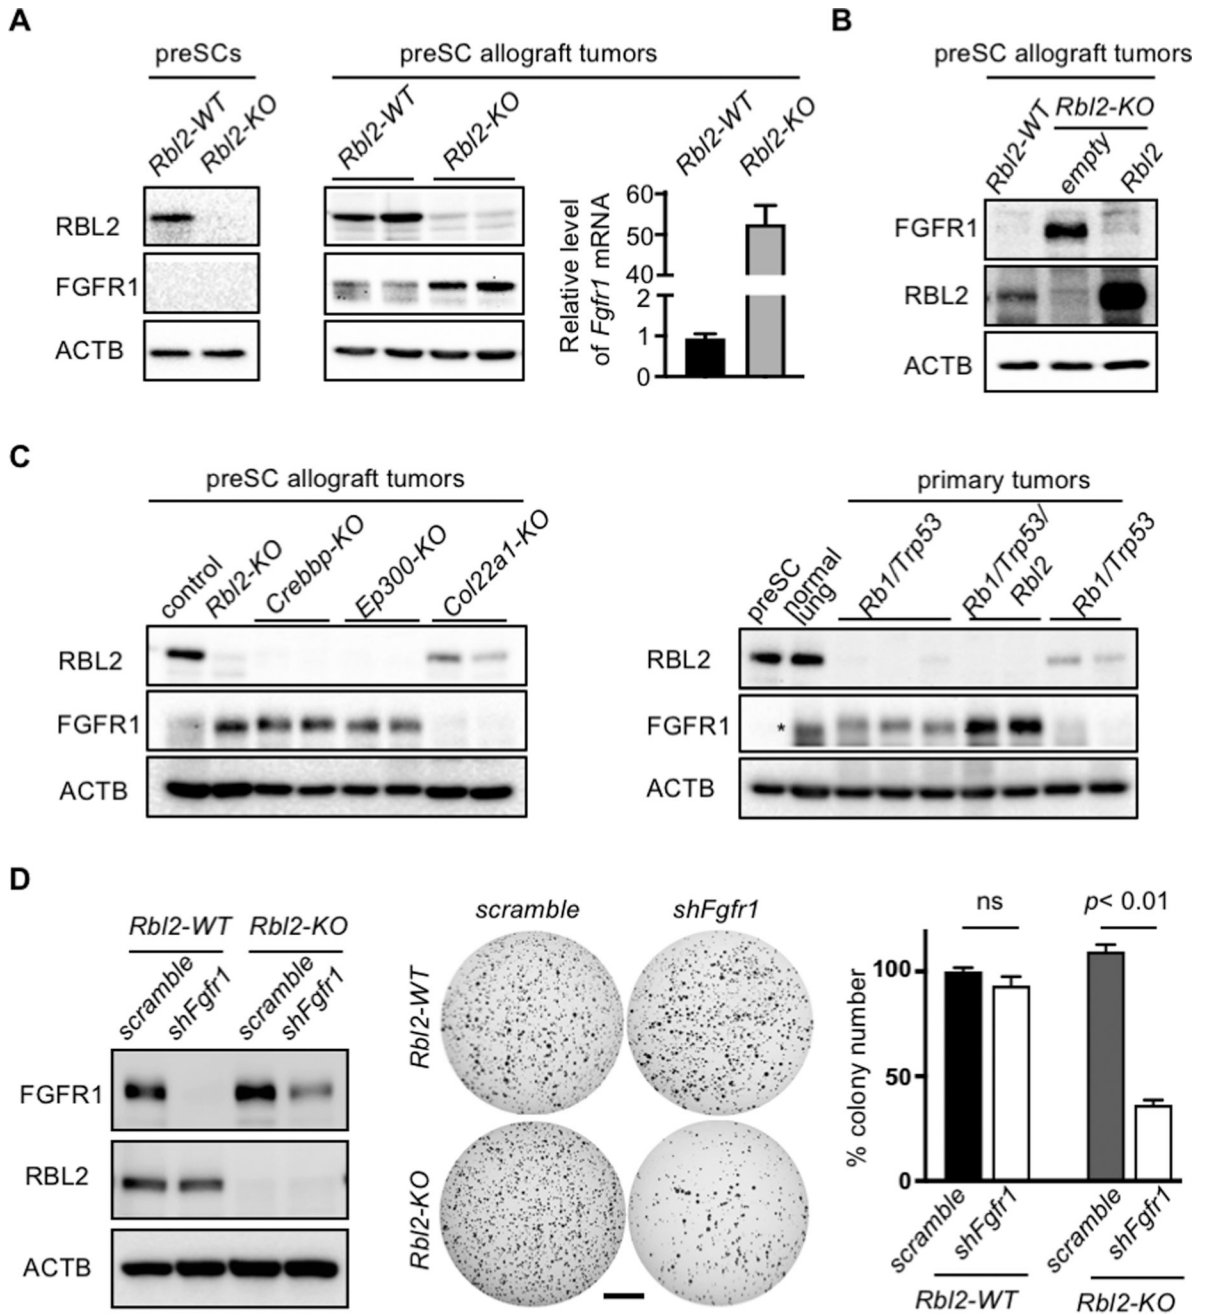 A
preSCs
preSC allograft tumors
Rbl2-WT
Rbl2-KO
Rbl2-WT
Rbl2-KO
Rbl2-WT
Rbl2-KO
RBL2
FGFR1
ACTB
Relative level
of Fgfr1 mRNA
60
50
40
2
1
0
B
preSC allograft tumors
Rbl2-WT
Rbl2-KO
empty
Rbl2
FGFR1
RBL2
ACTB
C
preSC allograft tumors
control
Rbl2-KO
Crebbp-KO
Ep300-KO
Col22a1-KO
RBL2
FGFR1
ACTB
primary tumors
preSC
normal
lung
Rb1/Trp53
Rb1/Trp53/
Rbl2
Rb1/Trp53
RBL2
FGFR1
*
ACTB
D
Rbl2-WT
Rbl2-KO
scramble
shFgfr1
scramble
shFgfr1
FGFR1
RBL2
ACTB
scramble
shFgfr1
Rbl2-WT
Rbl2-KO
ns
p< 0.01
% colony number
100
50
0
scramble
shFgfr1
scramble
shFgfr1
Rbl2-WT
Rbl2-KO